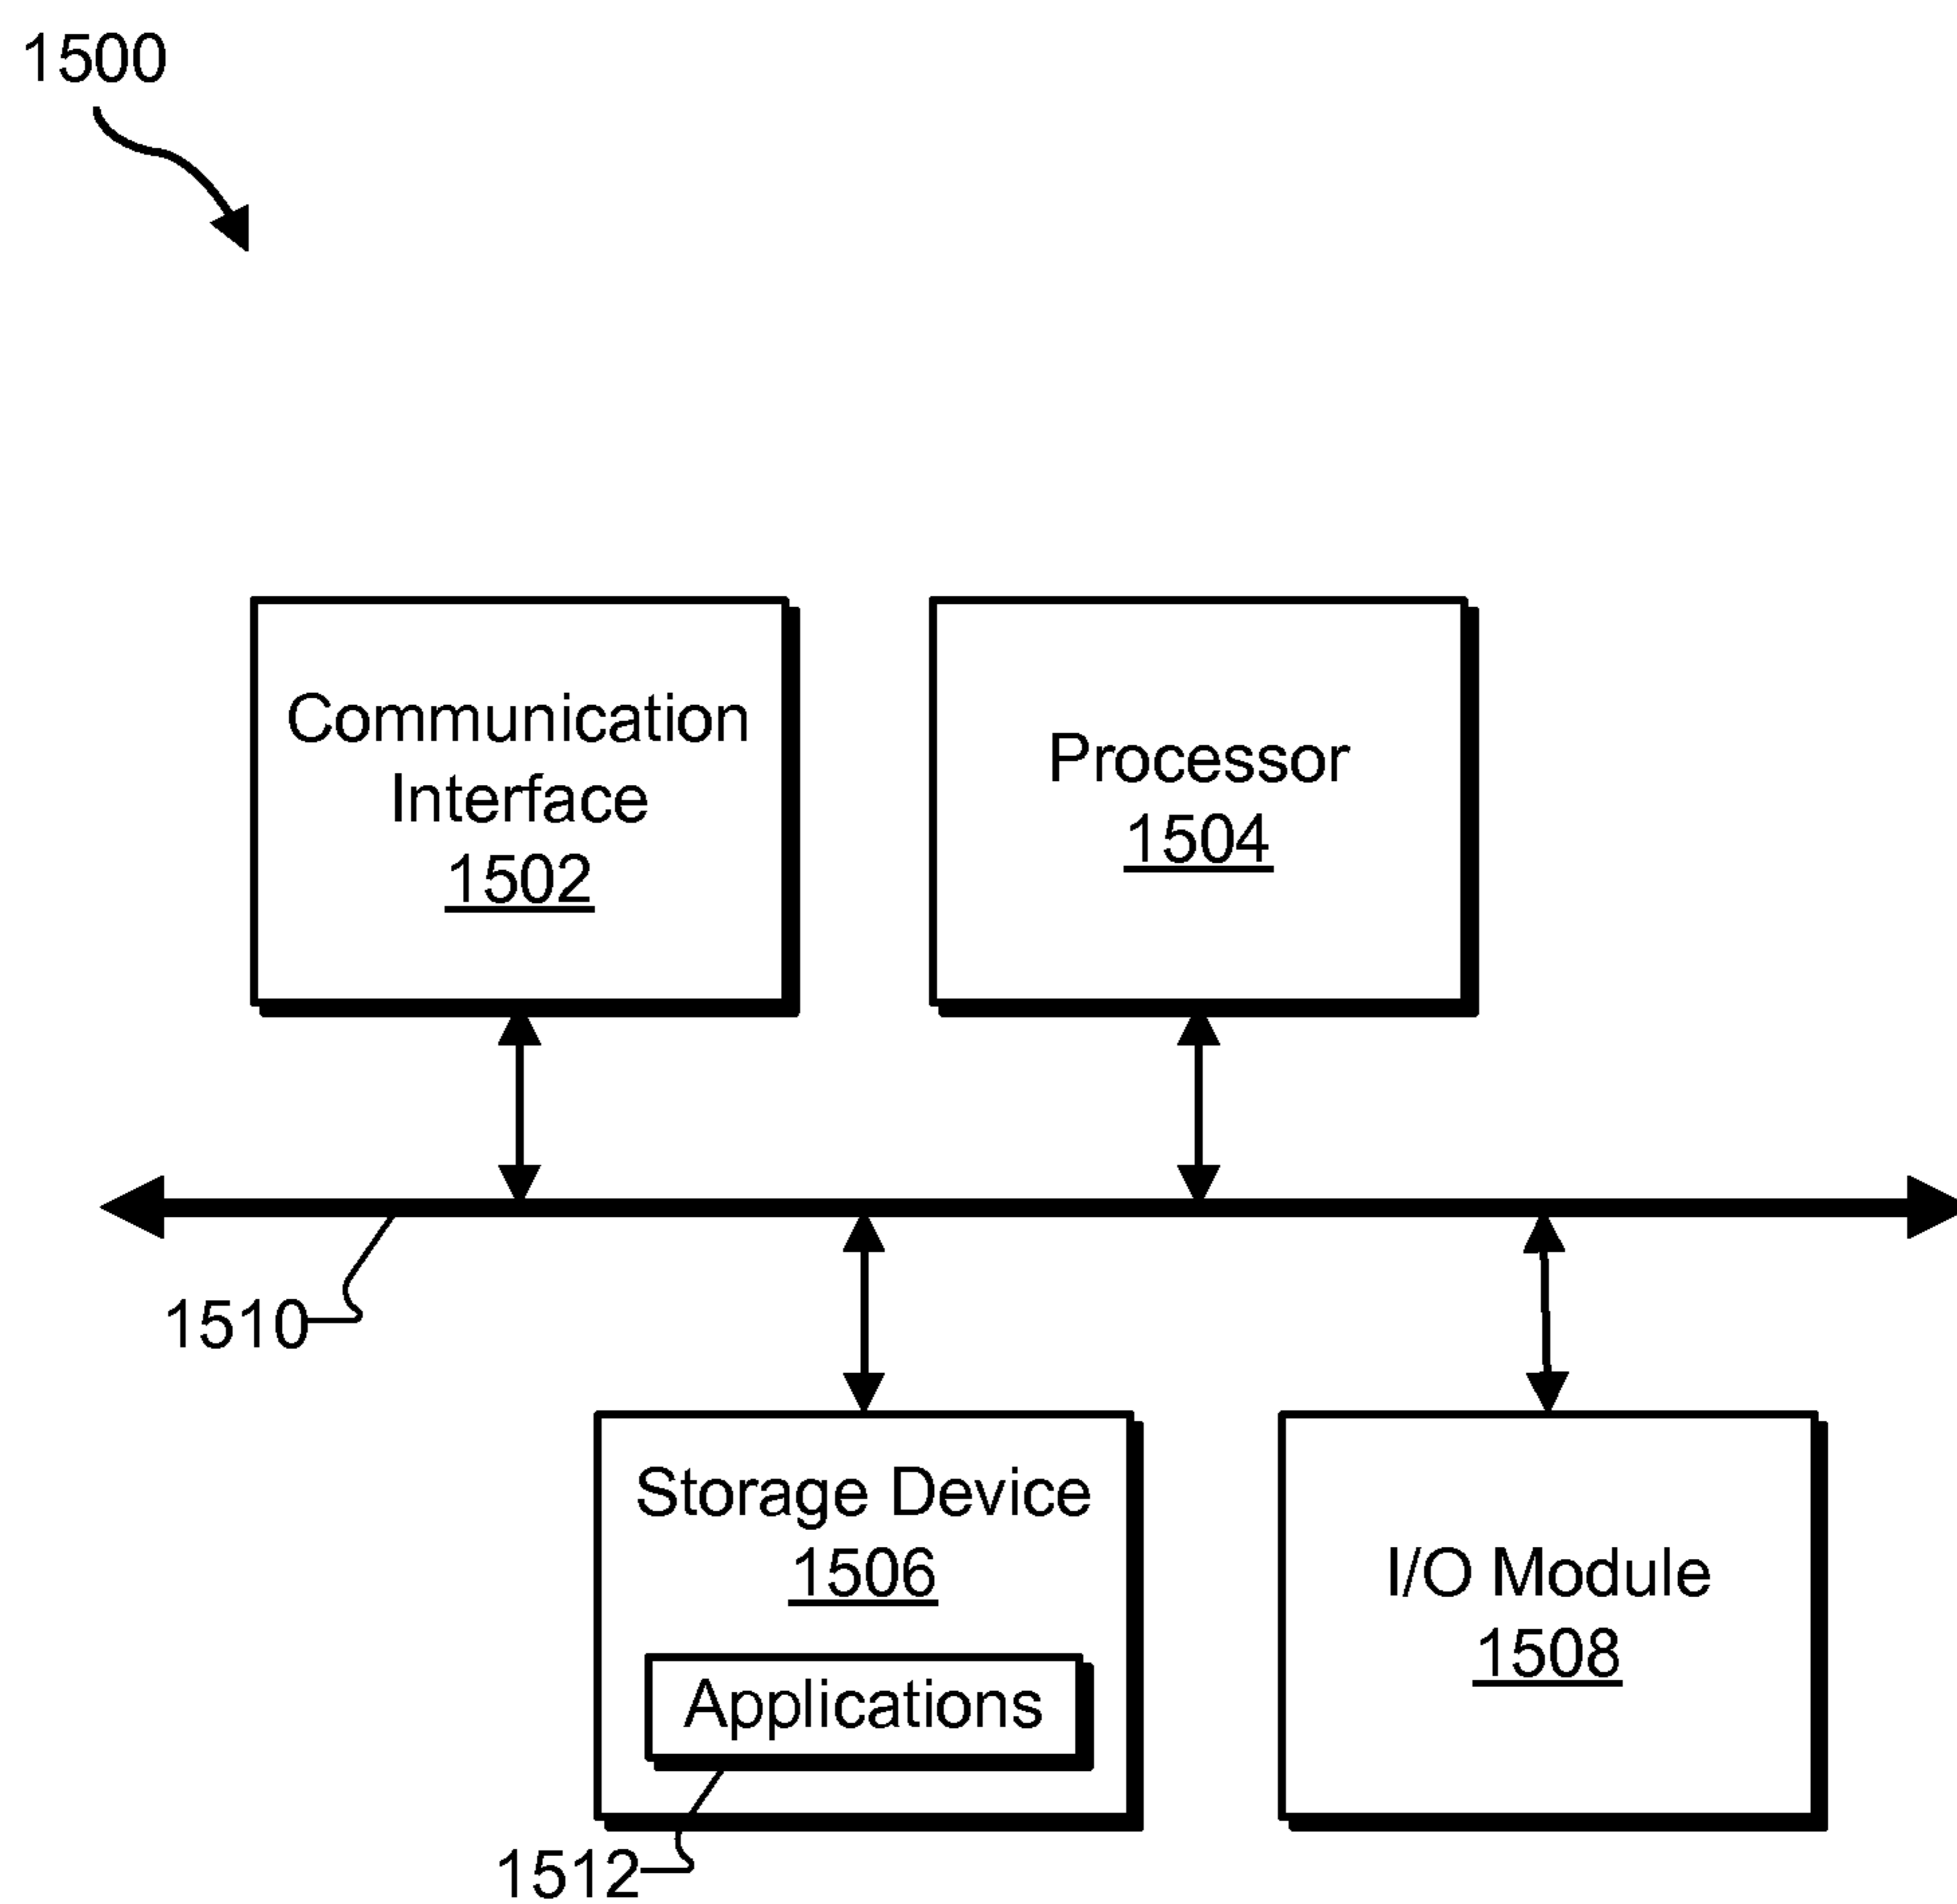 1500
Communication
Interface
1502
Processor
1504
1510
Storage Device
1506
Applications
1512
I/O Module
1508